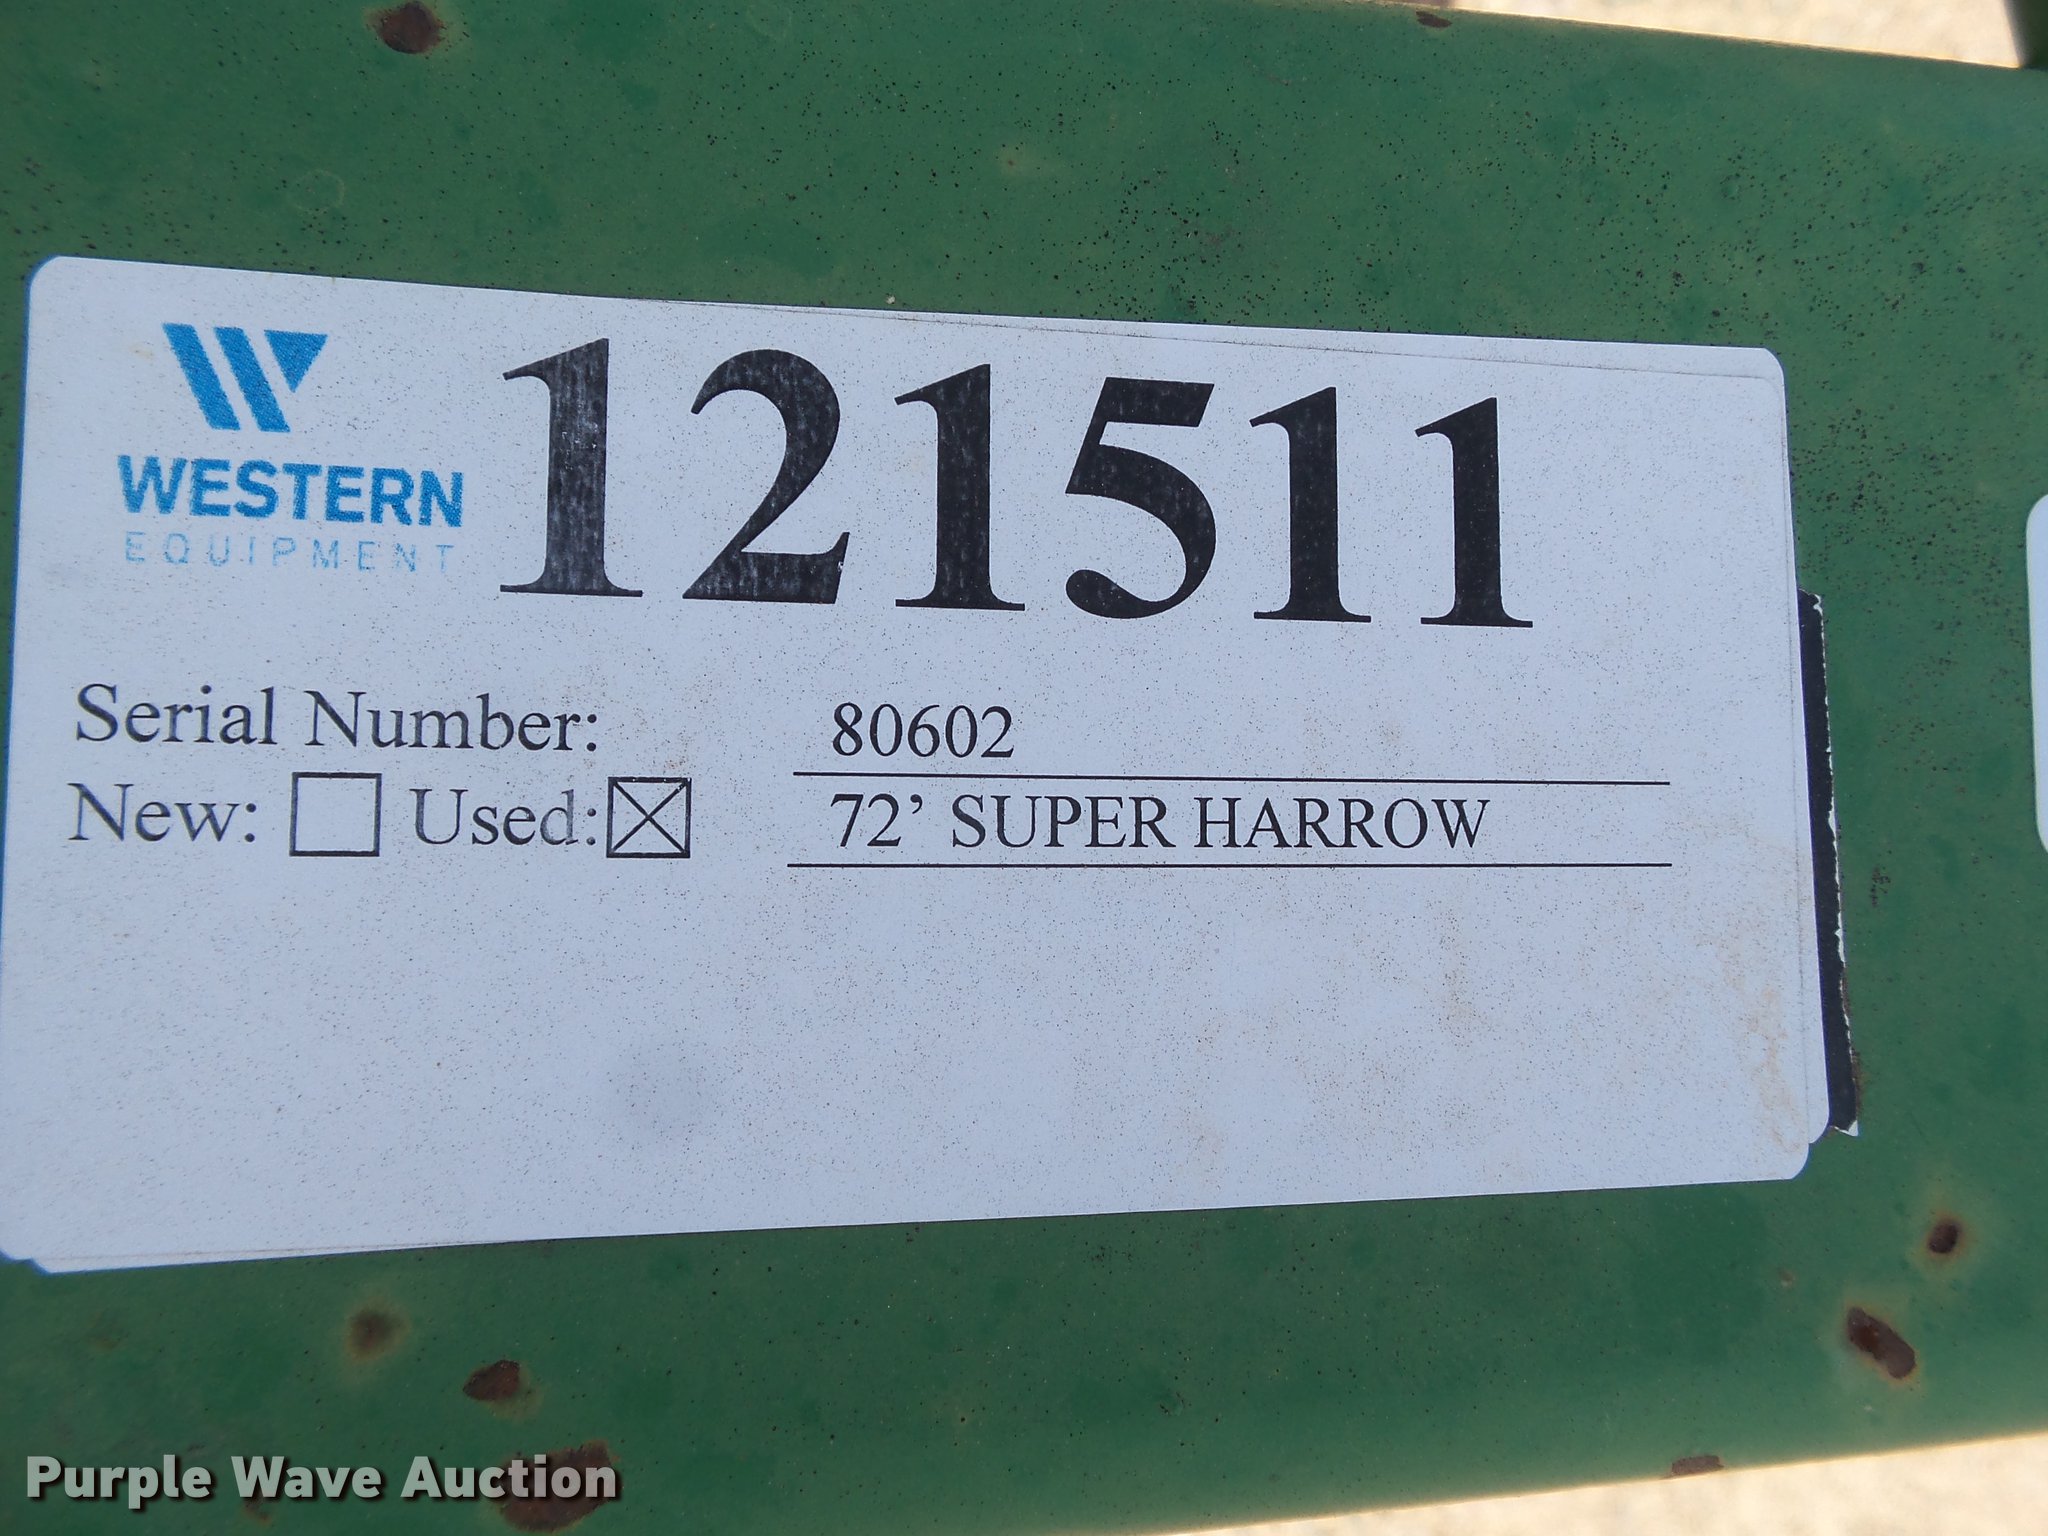 WESTERN
EQUIPMENT
121511
Serial Number: 80602
New: Used: 72’ SUPER HARROW
Purple Wave Auction